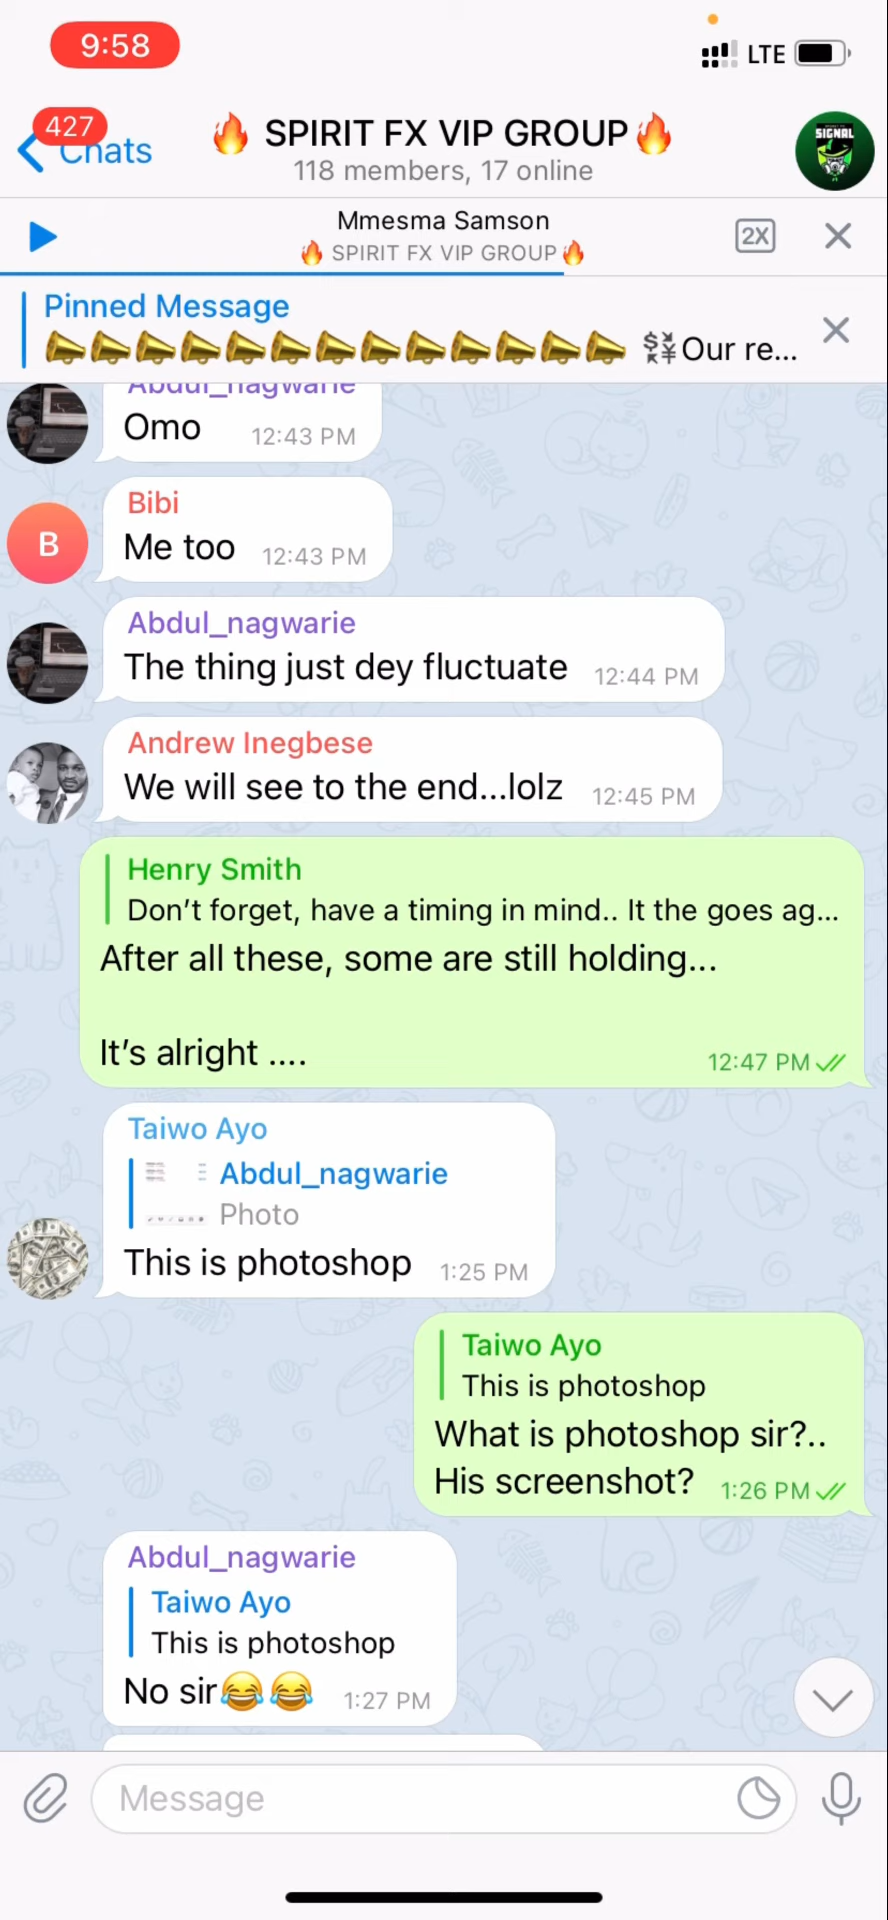 9:58
LTE
427
Chats
🔥 SPIRIT FX VIP GROUP🔥
118 members, 17 online
SIGNAL
Mmesma Samson
2X
🔥 SPIRIT FX VIP GROUP🔥
Pinned Message
📣📣📣📣📣📣📣📣📣📣📣📣📣 💱Our re...
Abdul_nagwarie
Omo 12:43 PM
B
Bibi
Me too 12:43 PM
Abdul_nagwarie
The thing just dey fluctuate 12:44 PM
Andrew Inegbese
We will see to the end...lolz 12:45 PM
Henry Smith
Don’t forget, have a timing in mind.. It the goes ag...
After all these, some are still holding...
It’s alright .... 12:47 PM
Taiwo Ayo
Abdul_nagwarie
Photo
This is photoshop 1:25 PM
Taiwo Ayo
This is photoshop
What is photoshop sir?..
His screenshot? 1:26 PM
Abdul_nagwarie
Taiwo Ayo
This is photoshop
No sir😂😂 1:27 PM
Message